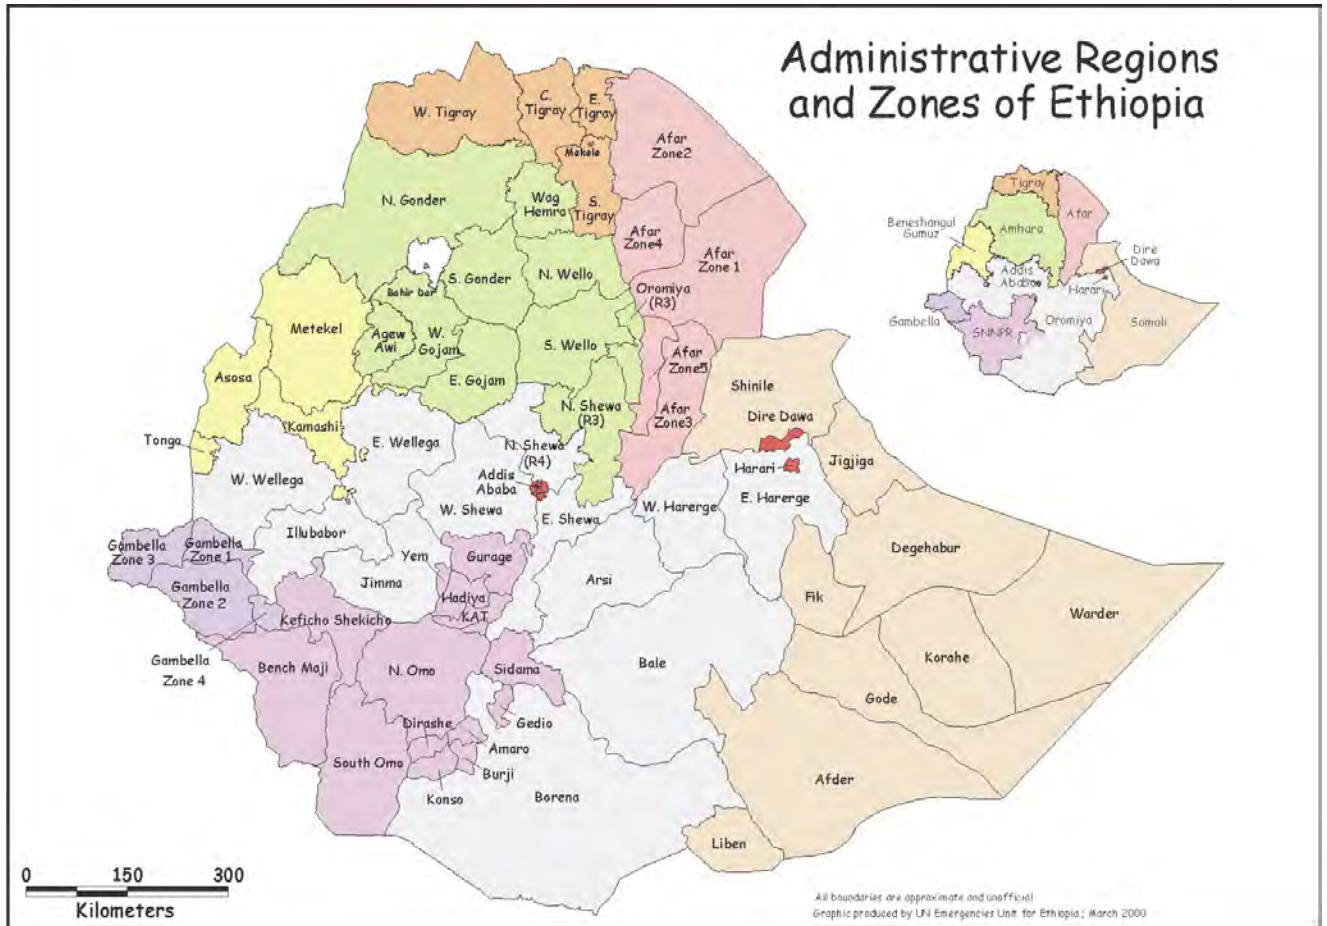 Administrative Regions
and Zones of Ethiopia
W. Tigray
C.
Tigray
E.
Tigray
Mekele
S.
Tigray
Afar
Zone2
N. Gonder
Wag
Hemra
Afar
Zone4
Afar
Zone 1
S. Gonder
N. Wello
Bahir Dar
Oromiya
(R3)
Metekel
Agew
Awi
W.
Gojam
S. Wello
Afar
Zone5
Asosa
E. Gojam
Shinile
N. Shewa
(R3)
Afar
Zone3
Dire Dawa
Kamashi
Tongo
E. Wellega
N. Shewa
(R4)
Harari
Jigjiga
W. Wellega
Addis
Ababa
W. Shewa
E. Shewa
W. Harerge
E. Harerge
Illubabor
Gambella
Zone 3
Gambella
Zone 1
Yem
Gurage
Degehabur
Gambella
Zone 2
Jimma
Hadiya
Arsi
Fik
Keficho Shekicho
KAT
Warder
Gambella
Zone 4
Bench Maji
N. Omo
Sidama
Bale
Korahe
Gode
Dirashe
Gedio
Amaro
South Omo
Burji
Konso
Borena
Afder
Liben
Tigray
Beneshangul
Gumuz
Afar
Amhara
Dire
Dawa
Addis
Ababa
Harari
Gambella
SNNPR
Oromiya
Somali
0 150 300
Kilometers
All boundaries are approximate and unofficial
Graphic produced by UN Emergencies Unit for Ethiopia; March 2000